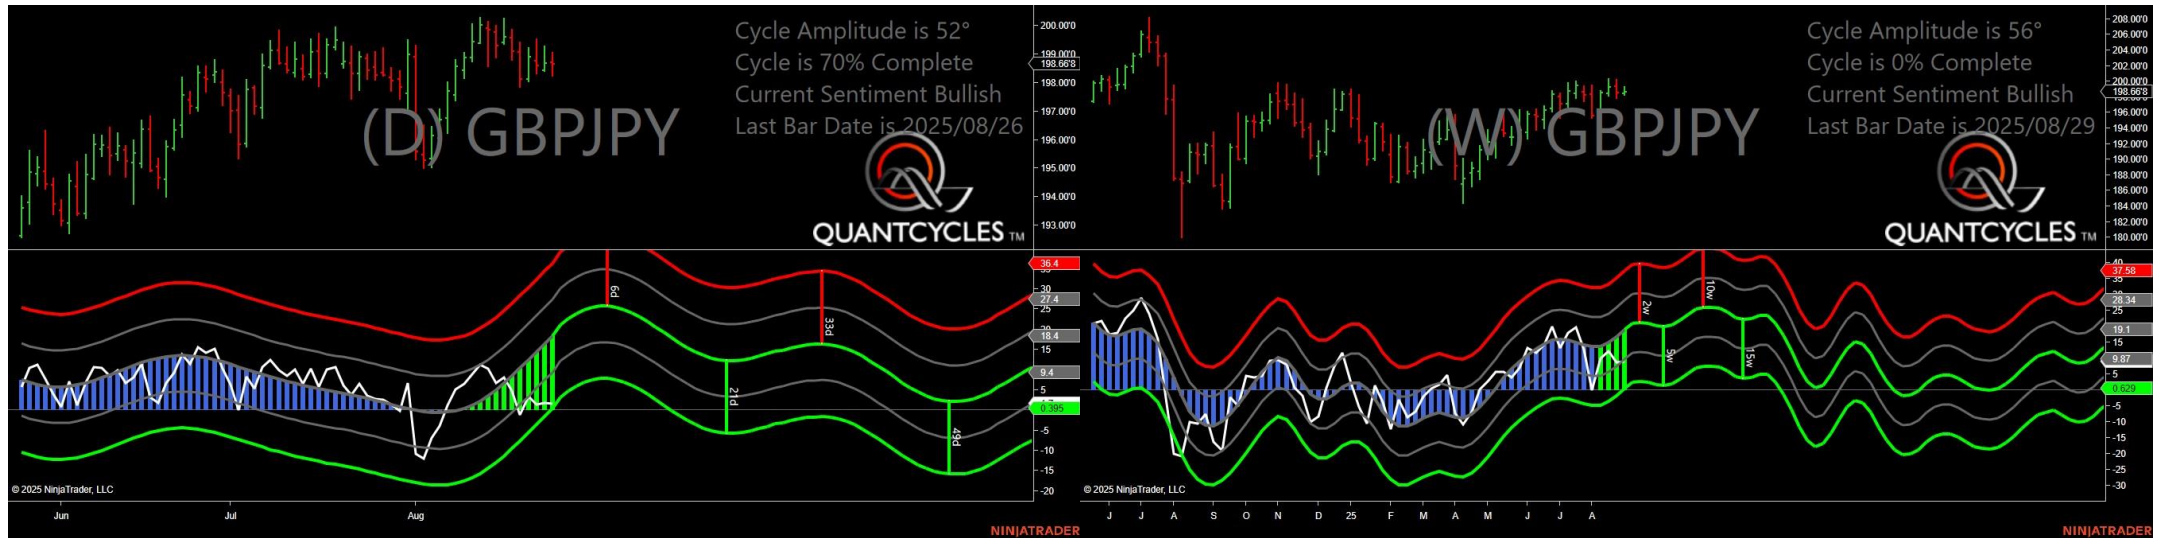 Cycle Amplitude is 52°
Cycle is 70% Complete
Current Sentiment Bullish
Last Bar Date is 2025/08/26
(D) GBPJPY
QUANTCYCLES TM
200.00'0
199.00'0
198.66'8
198.00'0
197.00'0
196.00'0
195.00'0
194.00'0
193.00'0
36.4
30
27.4
25
18.4
15
9.4
5
0.395
-5
-10
-15
-20
6d
21d
33d
49d
© 2025 NinjaTrader, LLC
Jun
Jul
Aug
NINJATRADER
Cycle Amplitude is 56°
Cycle is 0% Complete
Current Sentiment Bullish
Last Bar Date is 2025/08/29
(W) GBPJPY
QUANTCYCLES TM
208.00'0
206.00'0
204.00'0
202.00'0
200.00'0
198.66'8
196.00'0
194.00'0
192.00'0
190.00'0
188.00'0
186.00'0
184.00'0
182.00'0
180.00'0
40
37.58
28.34
25
19.1
15
9.87
5
0.629
-5
-10
-15
-20
-25
-30
2w
5w
10w
15w
© 2025 NinjaTrader, LLC
J J A S O N D 25 F M A M J J A
NINJATRADER